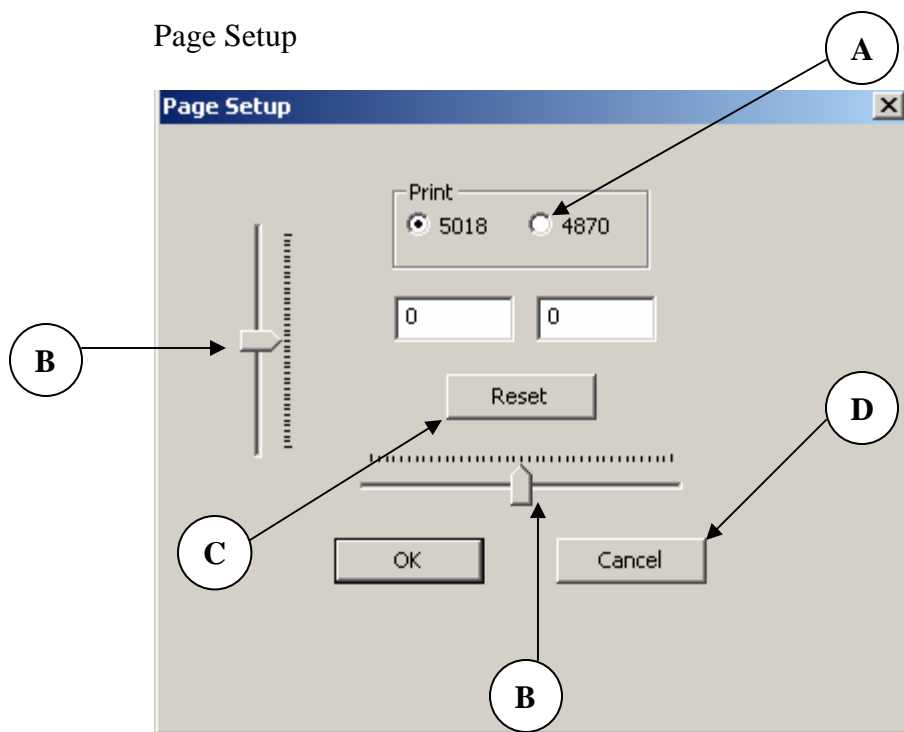 Page Setup
A
Page Setup
Print
5018 4870
0 0
B
Reset
D
C
OK Cancel
B